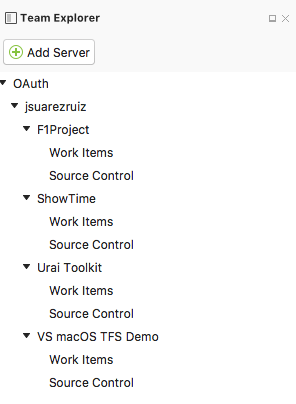 Team Explorer
Add Server
OAuth
jsuarezruiz
F1Project
Work Items
Source Control
ShowTime
Work Items
Source Control
Urai Toolkit
Work Items
Source Control
VS macOS TFS Demo
Work Items
Source Control